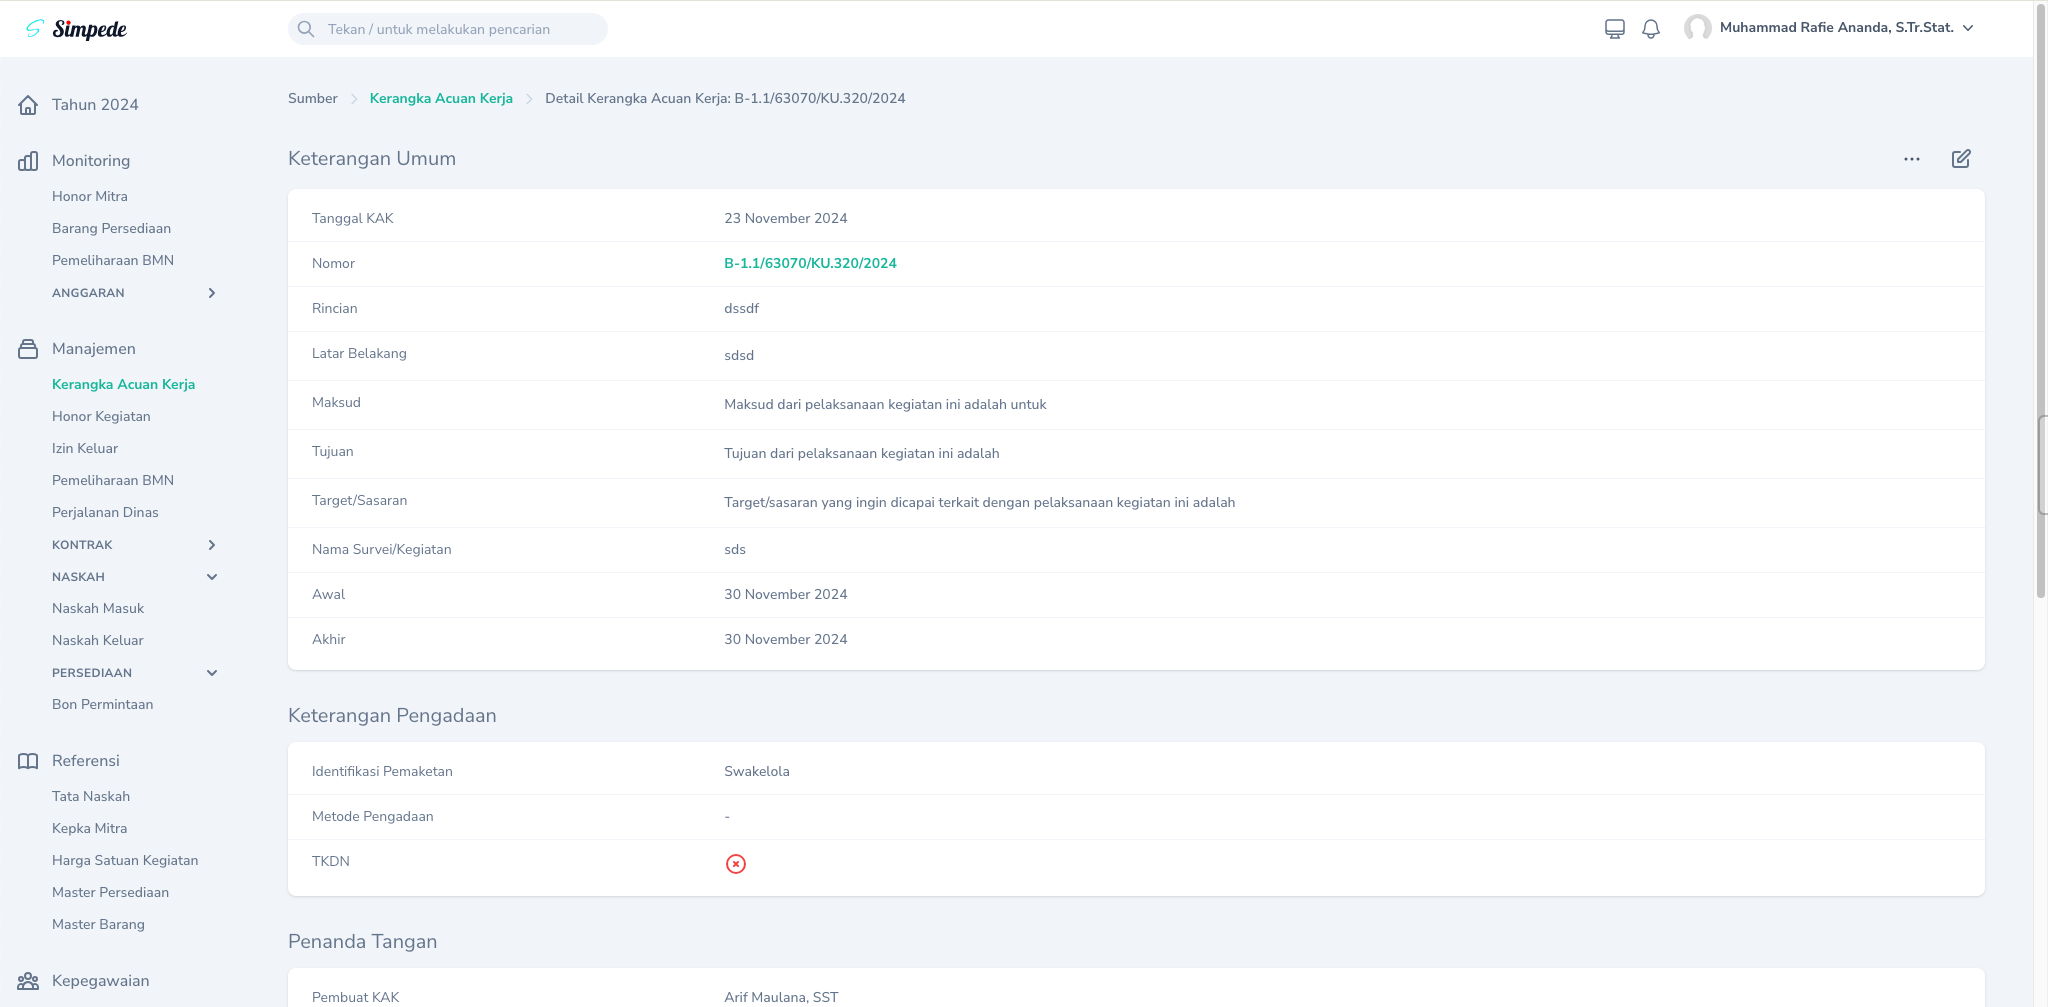 Simpede
Tekan / untuk melakukan pencarian
Muhammad Rafie Ananda, S.Tr.Stat.
Tahun 2024
Monitoring
Honor Mitra
Barang Persediaan
Pemeliharaan BMN
ANGGARAN
Manajemen
Kerangka Acuan Kerja
Honor Kegiatan
Izin Keluar
Pemeliharaan BMN
Perjalanan Dinas
KONTRAK
NASKAH
Naskah Masuk
Naskah Keluar
PERSEDIAAN
Bon Permintaan
Referensi
Tata Naskah
Kepka Mitra
Harga Satuan Kegiatan
Master Persediaan
Master Barang
Kepegawaian
Sumber > Kerangka Acuan Kerja > Detail Kerangka Acuan Kerja: B-1.1/63070/KU.320/2024
Keterangan Umum
Tanggal KAK 23 November 2024
Nomor B-1.1/63070/KU.320/2024
Rincian dssdf
Latar Belakang sdsd
Maksud Maksud dari pelaksanaan kegiatan ini adalah untuk
Tujuan Tujuan dari pelaksanaan kegiatan ini adalah
Target/Sasaran Target/sasaran yang ingin dicapai terkait dengan pelaksanaan kegiatan ini adalah
Nama Survei/Kegiatan sds
Awal 30 November 2024
Akhir 30 November 2024
Keterangan Pengadaan
Identifikasi Pemaketan Swakelola
Metode Pengadaan -
TKDN
Penanda Tangan
Pembuat KAK Arif Maulana, SST